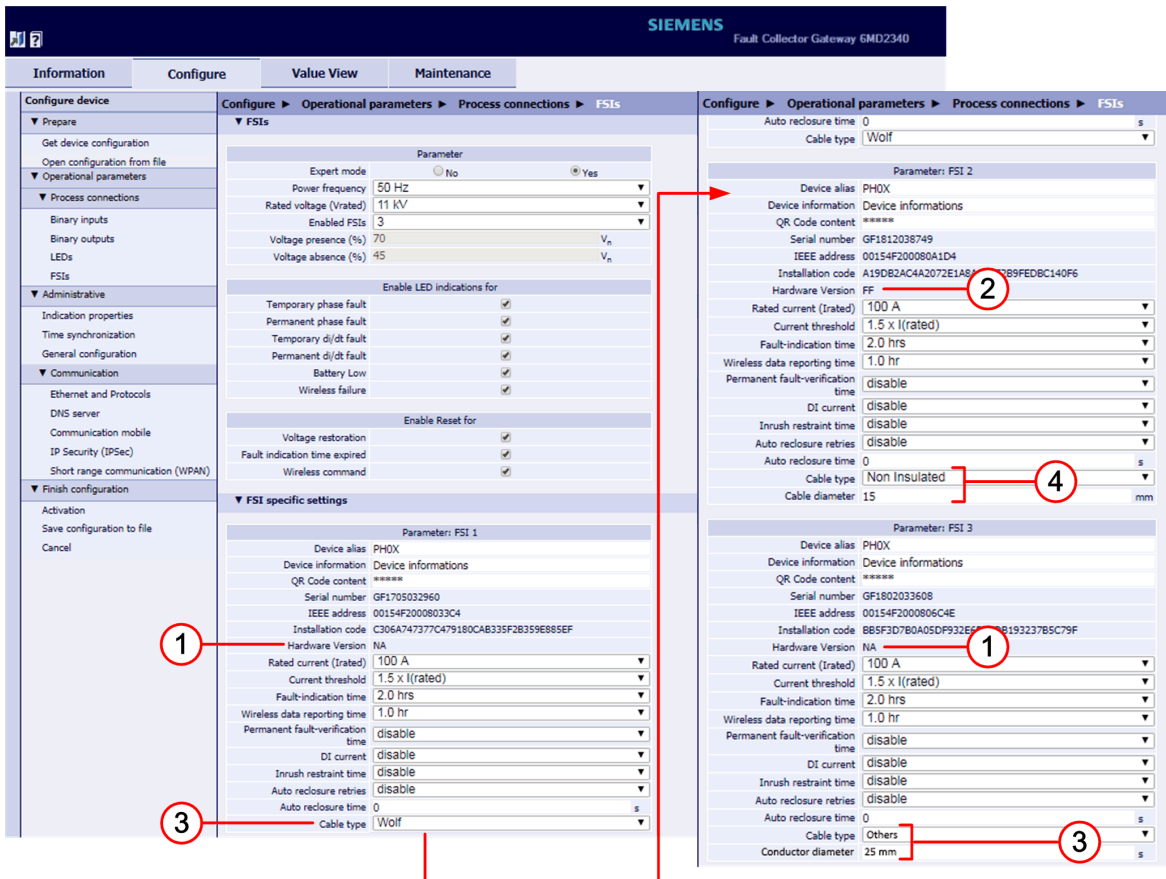 SIEMENS
Fault Collector Gateway 6MD2340
Information Configure Value View Maintenance
Configure device
▼ Prepare
Get device configuration
Open configuration from file
▼ Operational parameters
▼ Process connections
Binary inputs
Binary outputs
LEDs
FSIs
▼ Administrative
Indication properties
Time synchronization
General configuration
▼ Communication
Ethernet and Protocols
DNS server
Communication mobile
IP Security (IPSec)
Short range communication (WPAN)
▼ Finish configuration
Activation
Save configuration to file
Cancel
Configure ► Operational parameters ► Process connections ► FSIs
▼ FSIs
Parameter
Expert mode No Yes
Power frequency 50 Hz
Rated voltage (Vrated) 11 kV
Enabled FSIs 3
Voltage presence (%) 70 Vn
Voltage absence (%) 45 Vn
Enable LED indications for
Temporary phase fault
Permanent phase fault
Temporary di/dt fault
Permanent di/dt fault
Battery Low
Wireless failure
Enable Reset for
Voltage restoration
Fault indication time expired
Wireless command
▼ FSI specific settings
Parameter: FSI 1
Device alias PH0X
Device information Device informations
QR Code content *****
Serial number GF1705032960
IEEE address 00154F20008033C4
Installation code C306A747377C479180CAB335F2B359E885EF
1
Hardware Version NA
Rated current (Irated) 100 A
Current threshold 1.5 x I(rated)
Fault-indication time 2.0 hrs
Wireless data reporting time 1.0 hr
Permanent fault-verification time disable
DI current disable
Inrush restraint time disable
Auto reclosure retries disable
Auto reclosure time 0 s
3
Cable type Wolf
Configure ► Operational parameters ► Process connections ► FSIs
Auto reclosure time 0 s
Cable type Wolf
Parameter: FSI 2
Device alias PH0X
Device information Device informations
QR Code content *****
Serial number GF1812038749
IEEE address 00154F200080A1D4
Installation code
Hardware Version FF
2
Rated current (Irated) 100 A
Current threshold 1.5 x I(rated)
Fault-indication time 2.0 hrs
Wireless data reporting time 1.0 hr
Permanent fault-verification time disable
DI current disable
Inrush restraint time disable
Auto reclosure retries disable
Auto reclosure time 0 s
Cable type Non Insulated
4
Cable diameter 15 mm
Parameter: FSI 3
Device alias PH0X
Device information Device informations
QR Code content *****
Serial number GF1802033608
IEEE address 00154F2000806C4E
Installation code
Hardware Version NA
1
Rated current (Irated) 100 A
Current threshold 1.5 x I(rated)
Fault-indication time 2.0 hrs
Wireless data reporting time 1.0 hr
Permanent fault-verification time disable
DI current disable
Inrush restraint time disable
Auto reclosure retries disable
Auto reclosure time 0 s
Cable type Others
3
Conductor diameter 25 mm s